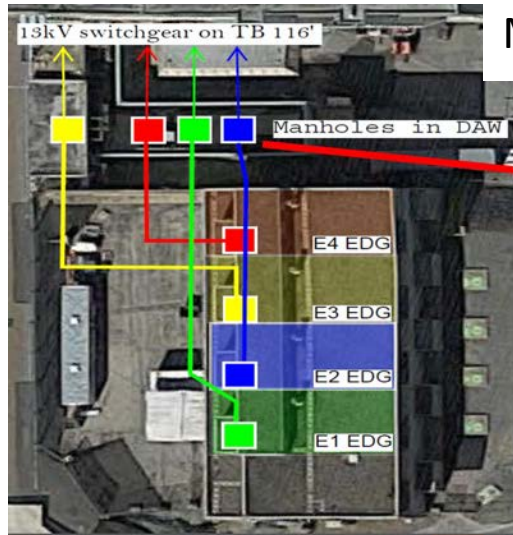 13kV switchgear on TB 116'
Manholes in DAW
E4 EDG
E3 EDG
E2 EDG
E1 EDG